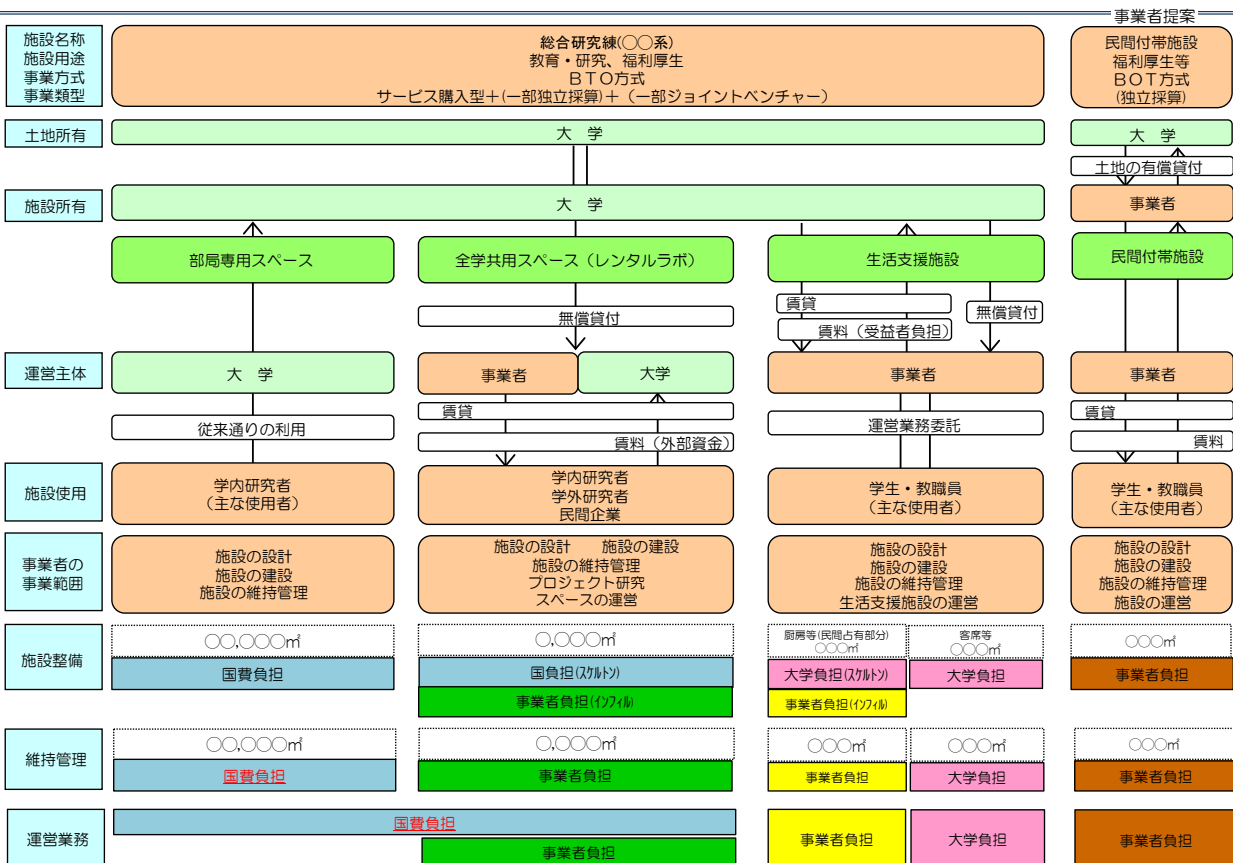 事業者提案
施設名称
施設用途
事業方式
事業類型
総合研究練(○○系)
教育・研究、福利厚生
BTO方式
サービス購入型+(一部独立採算)+(一部ジョイントベンチャー)
民間付帯施設
福利厚生等
BOT方式
(独立採算)
土地所有
大 学
大 学
土地の有償貸付
施設所有
大 学
事業者
部局専用スペース
全学共用スペース(レンタルラボ)
生活支援施設
民間付帯施設
無償貸付
賃貸
賃料(受益者負担)
無償貸付
運営主体
大 学
事業者
大学
事業者
事業者
従来通りの利用
賃貸
賃料(外部資金)
運営業務委託
賃貸
賃料
施設使用
学内研究者
(主な使用者)
学内研究者
学外研究者
民間企業
学生・教職員
(主な使用者)
学生・教職員
(主な使用者)
事業者の
事業範囲
施設の設計
施設の建設
施設の維持管理
施設の設計 施設の建設
施設の維持管理
プロジェクト研究
スペースの運営
施設の設計
施設の建設
施設の維持管理
生活支援施設の運営
施設の設計
施設の建設
施設の維持管理
施設の運営
施設整備
○○,○○○㎡
国費負担
○,○○○㎡
国負担(スケルトン)
事業者負担(インフィル)
厨房等(民間占有部分)
○○○㎡
大学負担(スケルトン)
事業者負担(インフィル)
客席等
○○○㎡
大学負担
○○○㎡
事業者負担
維持管理
○○,○○○㎡
国費負担
○,○○○㎡
事業者負担
○○○㎡
事業者負担
○○○㎡
大学負担
○○○㎡
事業者負担
運営業務
国費負担
事業者負担
事業者負担
大学負担
事業者負担